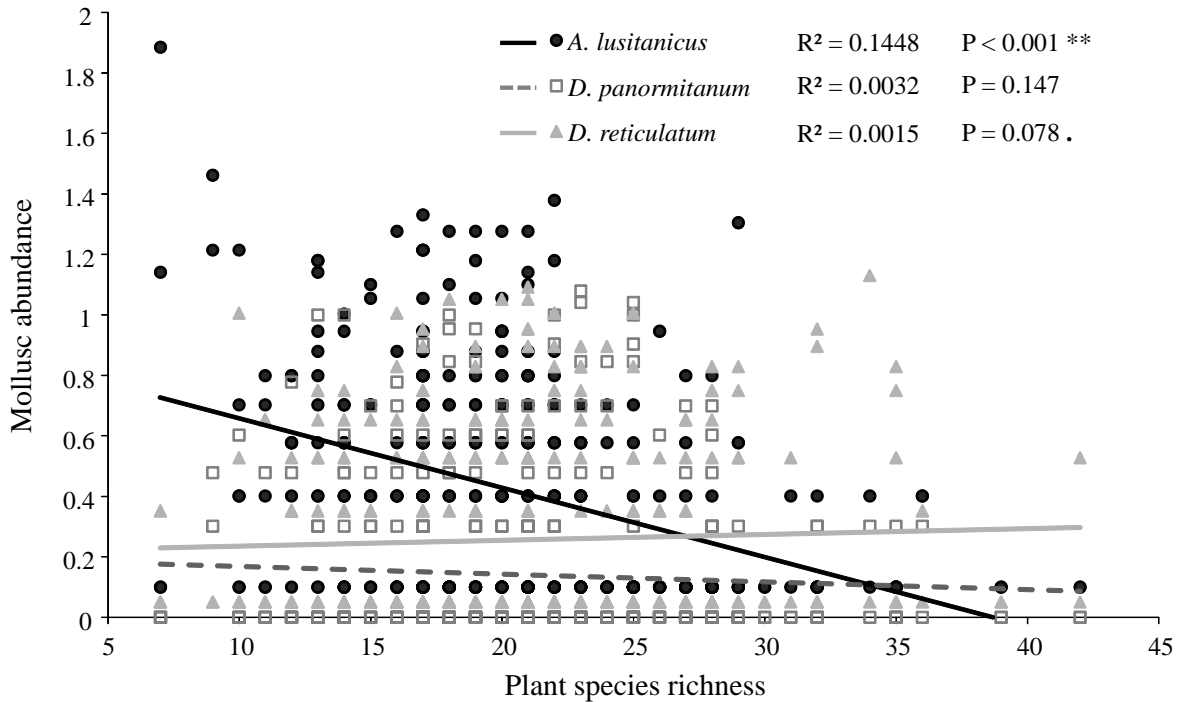 A. lusitanicus R² = 0.1448 P < 0.001 **
D. panormitanum R² = 0.0032 P = 0.147
D. reticulatum R² = 0.0015 P = 0.078 .
Mollusc abundance
2
1.8
1.6
1.4
1.2
1
0.8
0.6
0.4
0.2
0
5 10 15 20 25 30 35 40 45
Plant species richness